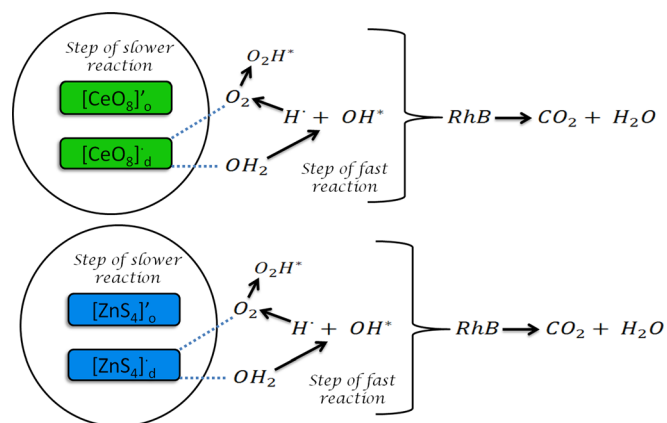 Step of slower
reaction
[CeO₈]′ₒ
[CeO₈]˙d
O₂H*
O₂
H˙ + OH*
OH₂
Step of fast
reaction
RhB → CO₂ + H₂O
Step of slower
reaction
[ZnS₄]′ₒ
[ZnS₄]˙d
O₂H*
O₂
H˙ + OH*
OH₂
Step of fast
reaction
RhB → CO₂ + H₂O